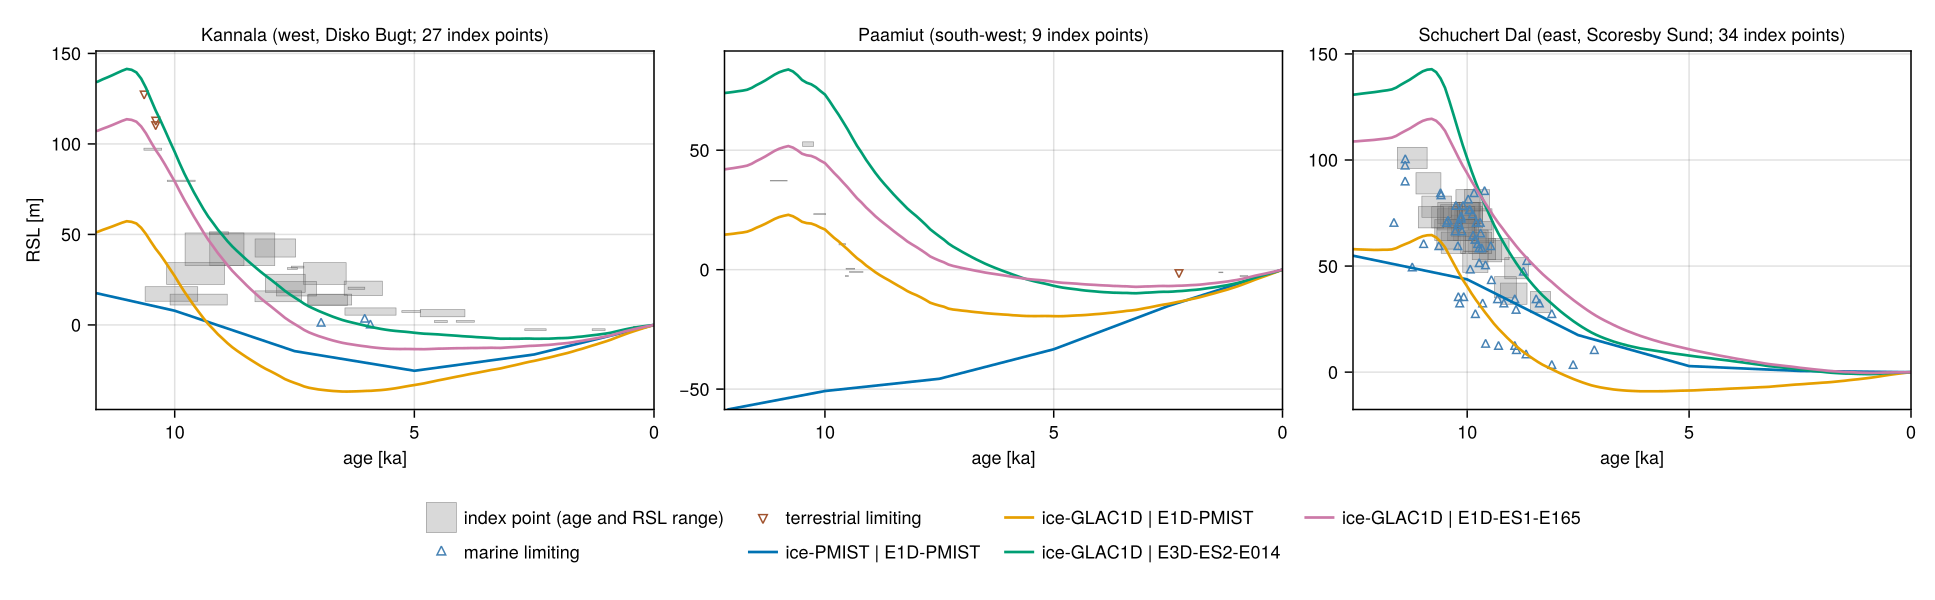 Kannala (west, Disko Bugt; 27 index points)
Paamiut (south-west; 9 index points)
Schuchert Dal (east, Scoresby Sund; 34 index points)
RSL [m]
150
100
50
0
10
5
0
age [ka]
50
0
−50
10
5
0
age [ka]
150
100
50
0
10
5
0
age [ka]
index point (age and RSL range)
terrestrial limiting
ice-GLAC1D | E1D-PMIST
ice-GLAC1D | E1D-ES1-E165
marine limiting
ice-PMIST | E1D-PMIST
ice-GLAC1D | E3D-ES2-E014